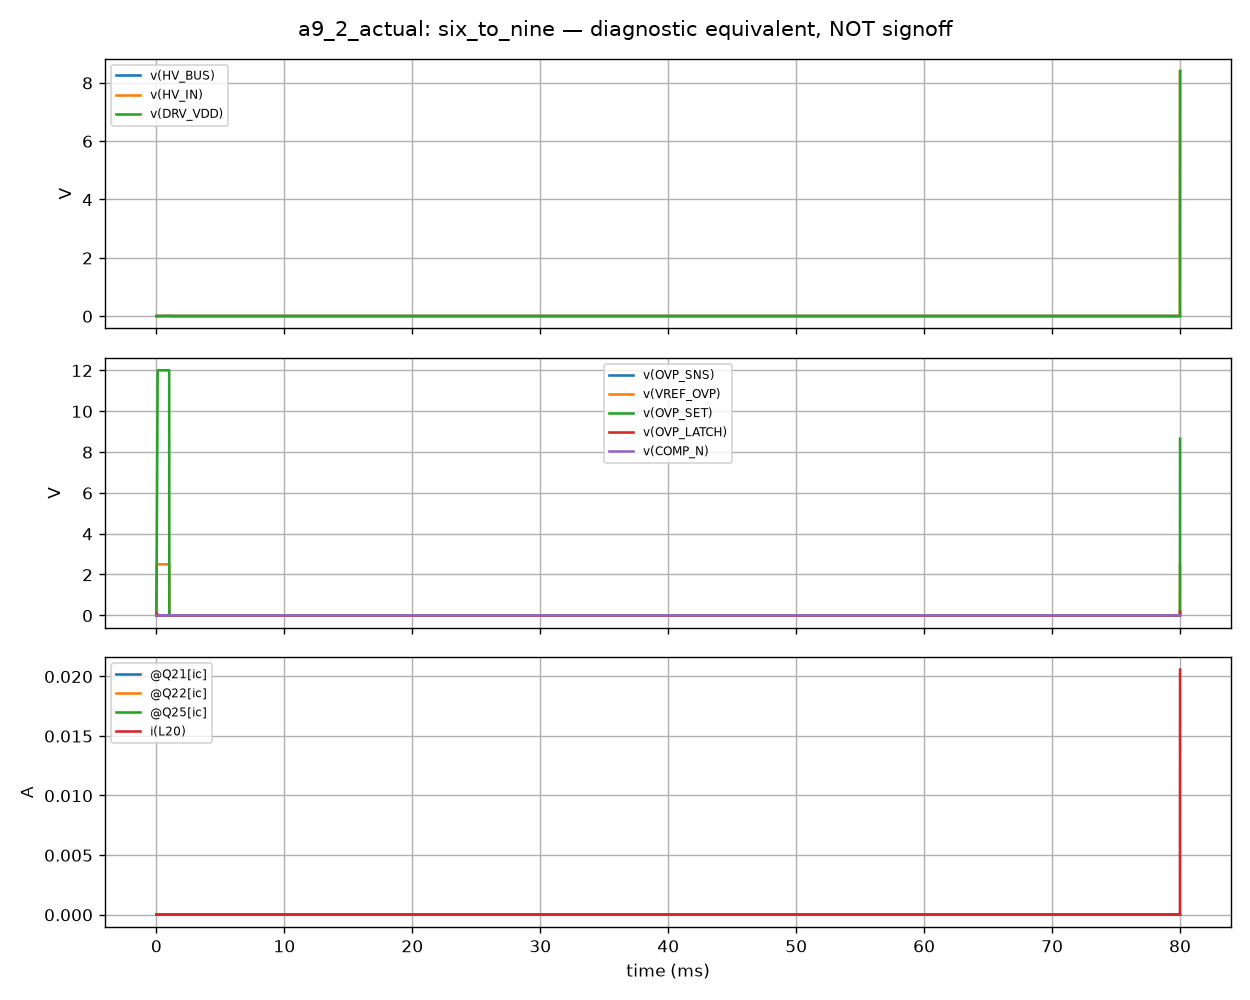 a9_2_actual: six_to_nine — diagnostic equivalent, NOT signoff
8
6
4
2
0
V
v(HV_BUS)
v(HV_IN)
v(DRV_VDD)
12
10
8
6
4
2
0
V
v(OVP_SNS)
v(VREF_OVP)
v(OVP_SET)
v(OVP_LATCH)
v(COMP_N)
0.020
0.015
0.010
0.005
0.000
A
@Q21[ic]
@Q22[ic]
@Q25[ic]
i(L20)
0 10 20 30 40 50 60 70 80
time (ms)